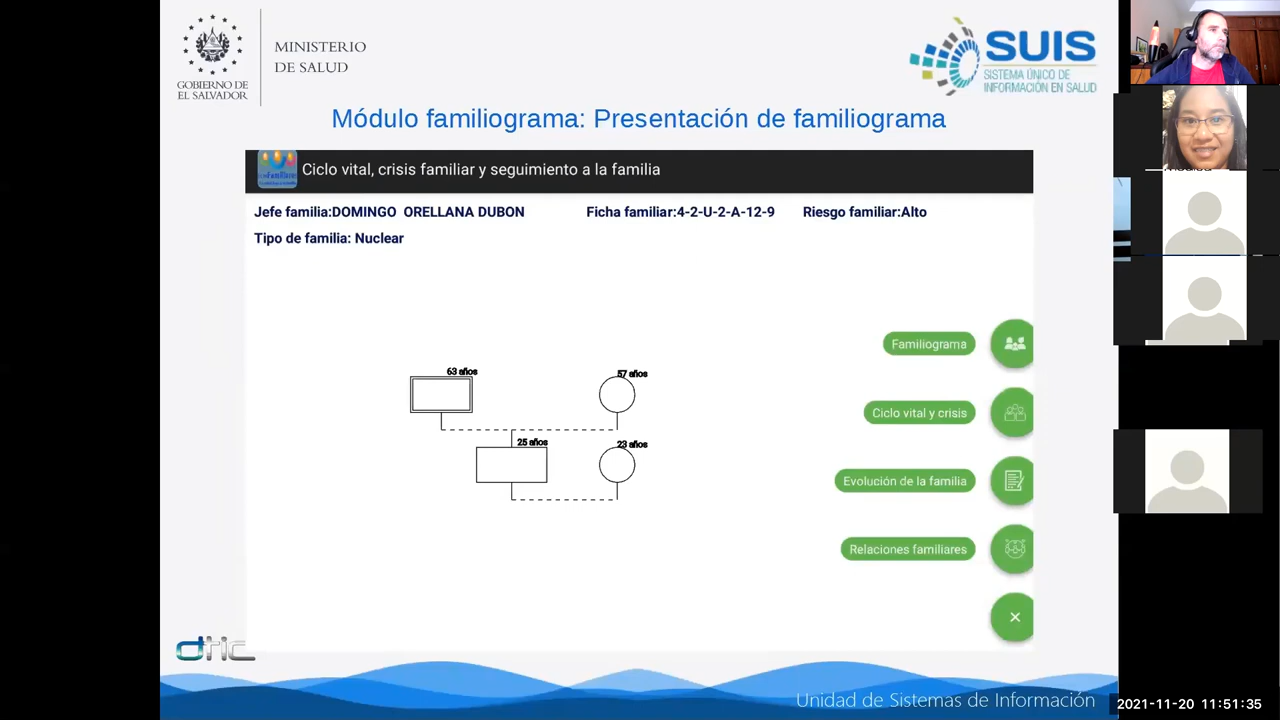 MINISTERIO
DE SALUD
GOBIERNO DE
EL SALVADOR
SUIS
SISTEMA ÚNICO DE
INFORMACIÓN EN SALUD
Módulo familiograma: Presentación de familiograma
Ciclo vital, crisis familiar y seguimiento a la familia
Jefe familia:DOMINGO ORELLANA DUBON
Ficha familiar:4-2-U-2-A-12-9
Riesgo familiar:Alto
Tipo de familia: Nuclear
Familiograma
63 años
57 años
Ciclo vital y crisis
25 años
23 años
Evolución de la familia
Relaciones familiares
dtic
Unidad de Sistemas de Información
2021-11-20 11:51:35